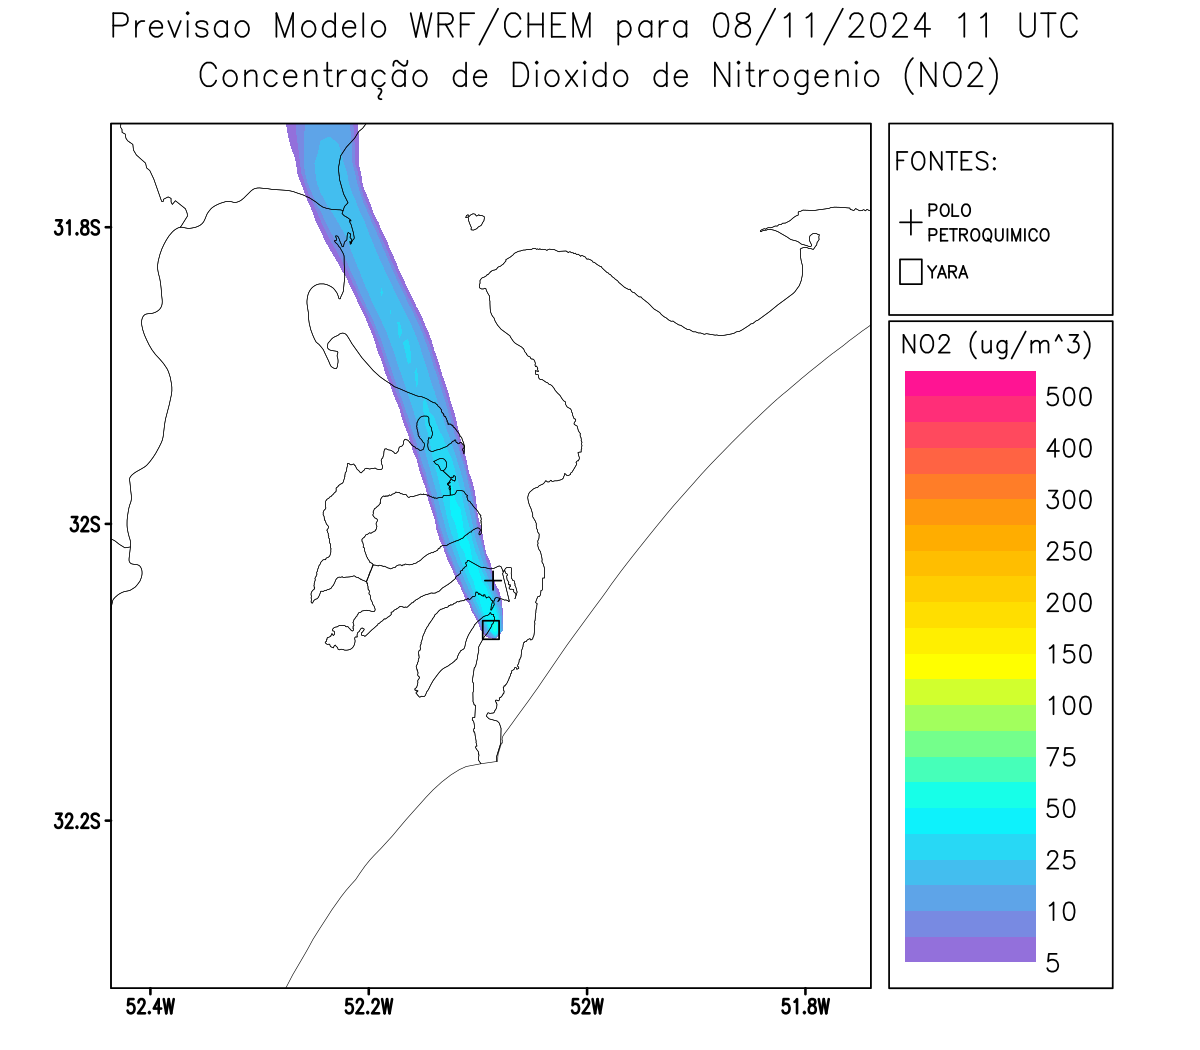 Previsao Modelo WRF/CHEM para 08/11/2024 11 UTC
Concentração de Dioxido de Nitrogenio (NO2)
FONTES:
POLO
PETROQUIMICO
YARA
NO2 (ug/m^3)
500
400
300
250
200
150
100
75
50
25
10
5
31.8S
32S
32.2S
52.4W
52.2W
52W
51.8W